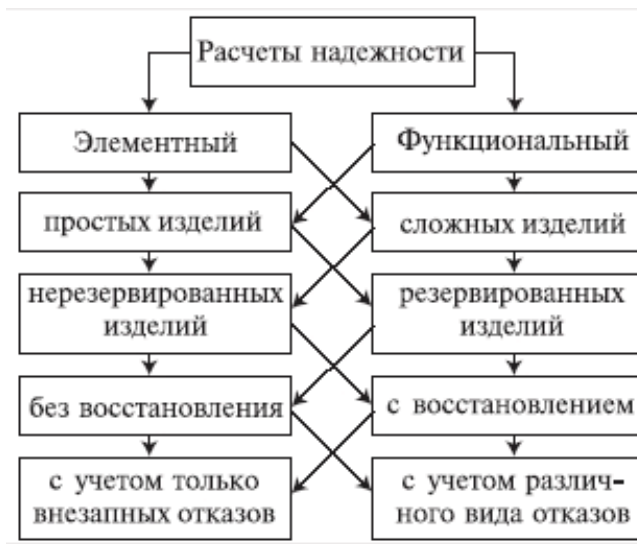 Расчеты надежности
Элементный
Функциональный
простых изделий
сложных изделий
нерезервированных
изделий
резервированных
изделий
без восстановления
с восстановлением
с учетом только
внезапных отказов
с учетом различ-
ного вида отказов